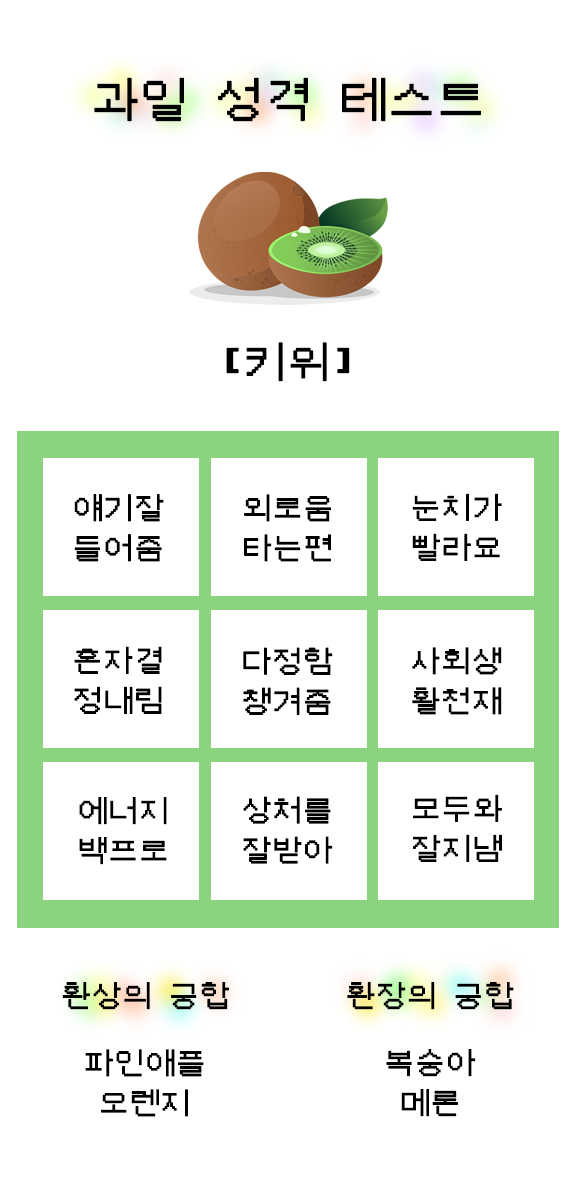 과일 성격 테스트
[키위]
얘기잘
들어줌
외로움
타는편
눈치가
빨라요
혼자결
정내림
다정함
챙겨줌
사회생
활천재
에너지
백프로
상처를
잘받아
모두와
잘지냄
환상의 궁합
환장의 궁합
파인애플
오렌지
복숭아
메론